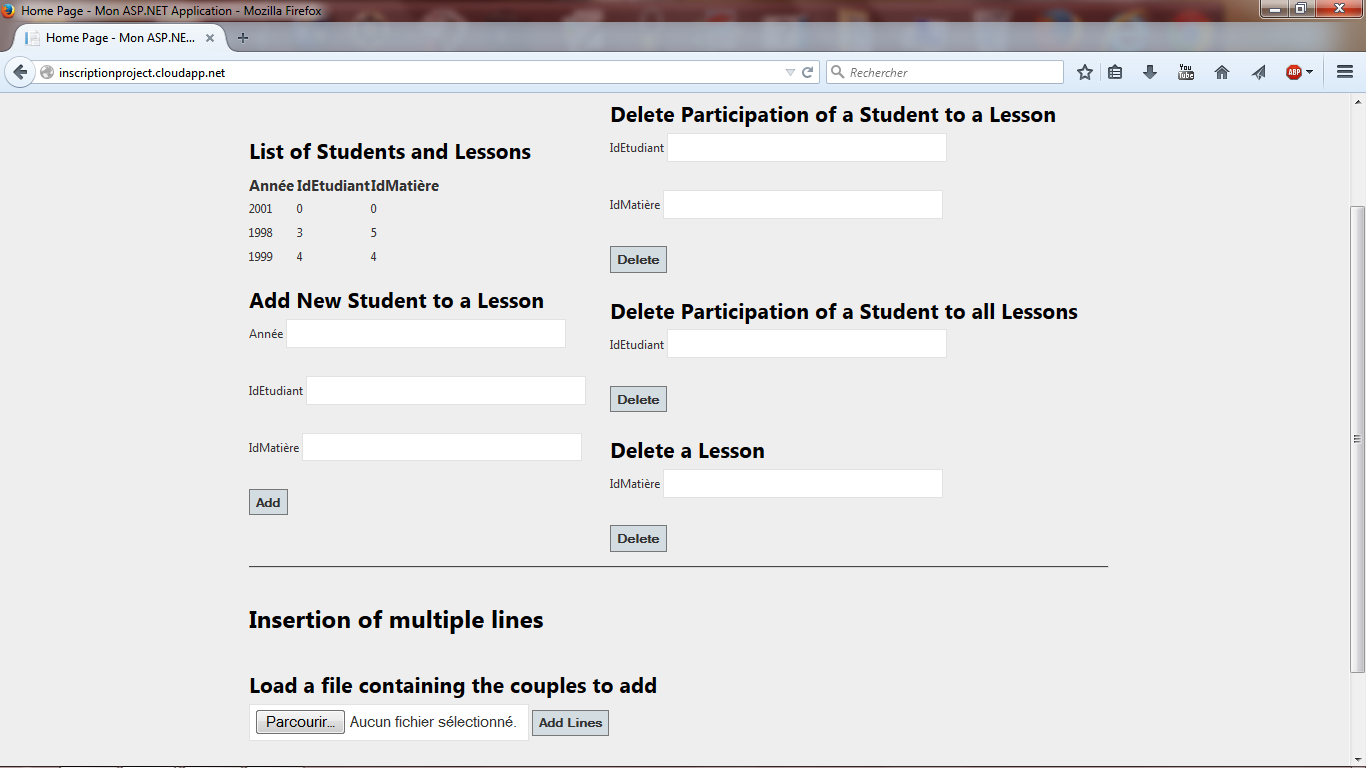 Home Page - Mon ASP.NET Application - Mozilla Firefox
Home Page - Mon ASP.NE...
inscriptionproject.cloudapp.net
Rechercher
You Tube
ABP
List of Students and Lessons
Année IdEtudiant IdMatière
2001 0 0
1998 3 5
1999 4 4
Add New Student to a Lesson
Année
IdEtudiant
IdMatière
Add
Delete Participation of a Student to a Lesson
IdEtudiant
IdMatière
Delete
Delete Participation of a Student to all Lessons
IdEtudiant
Delete
Delete a Lesson
IdMatière
Delete
Insertion of multiple lines
Load a file containing the couples to add
Parcourir... Aucun fichier sélectionné. Add Lines